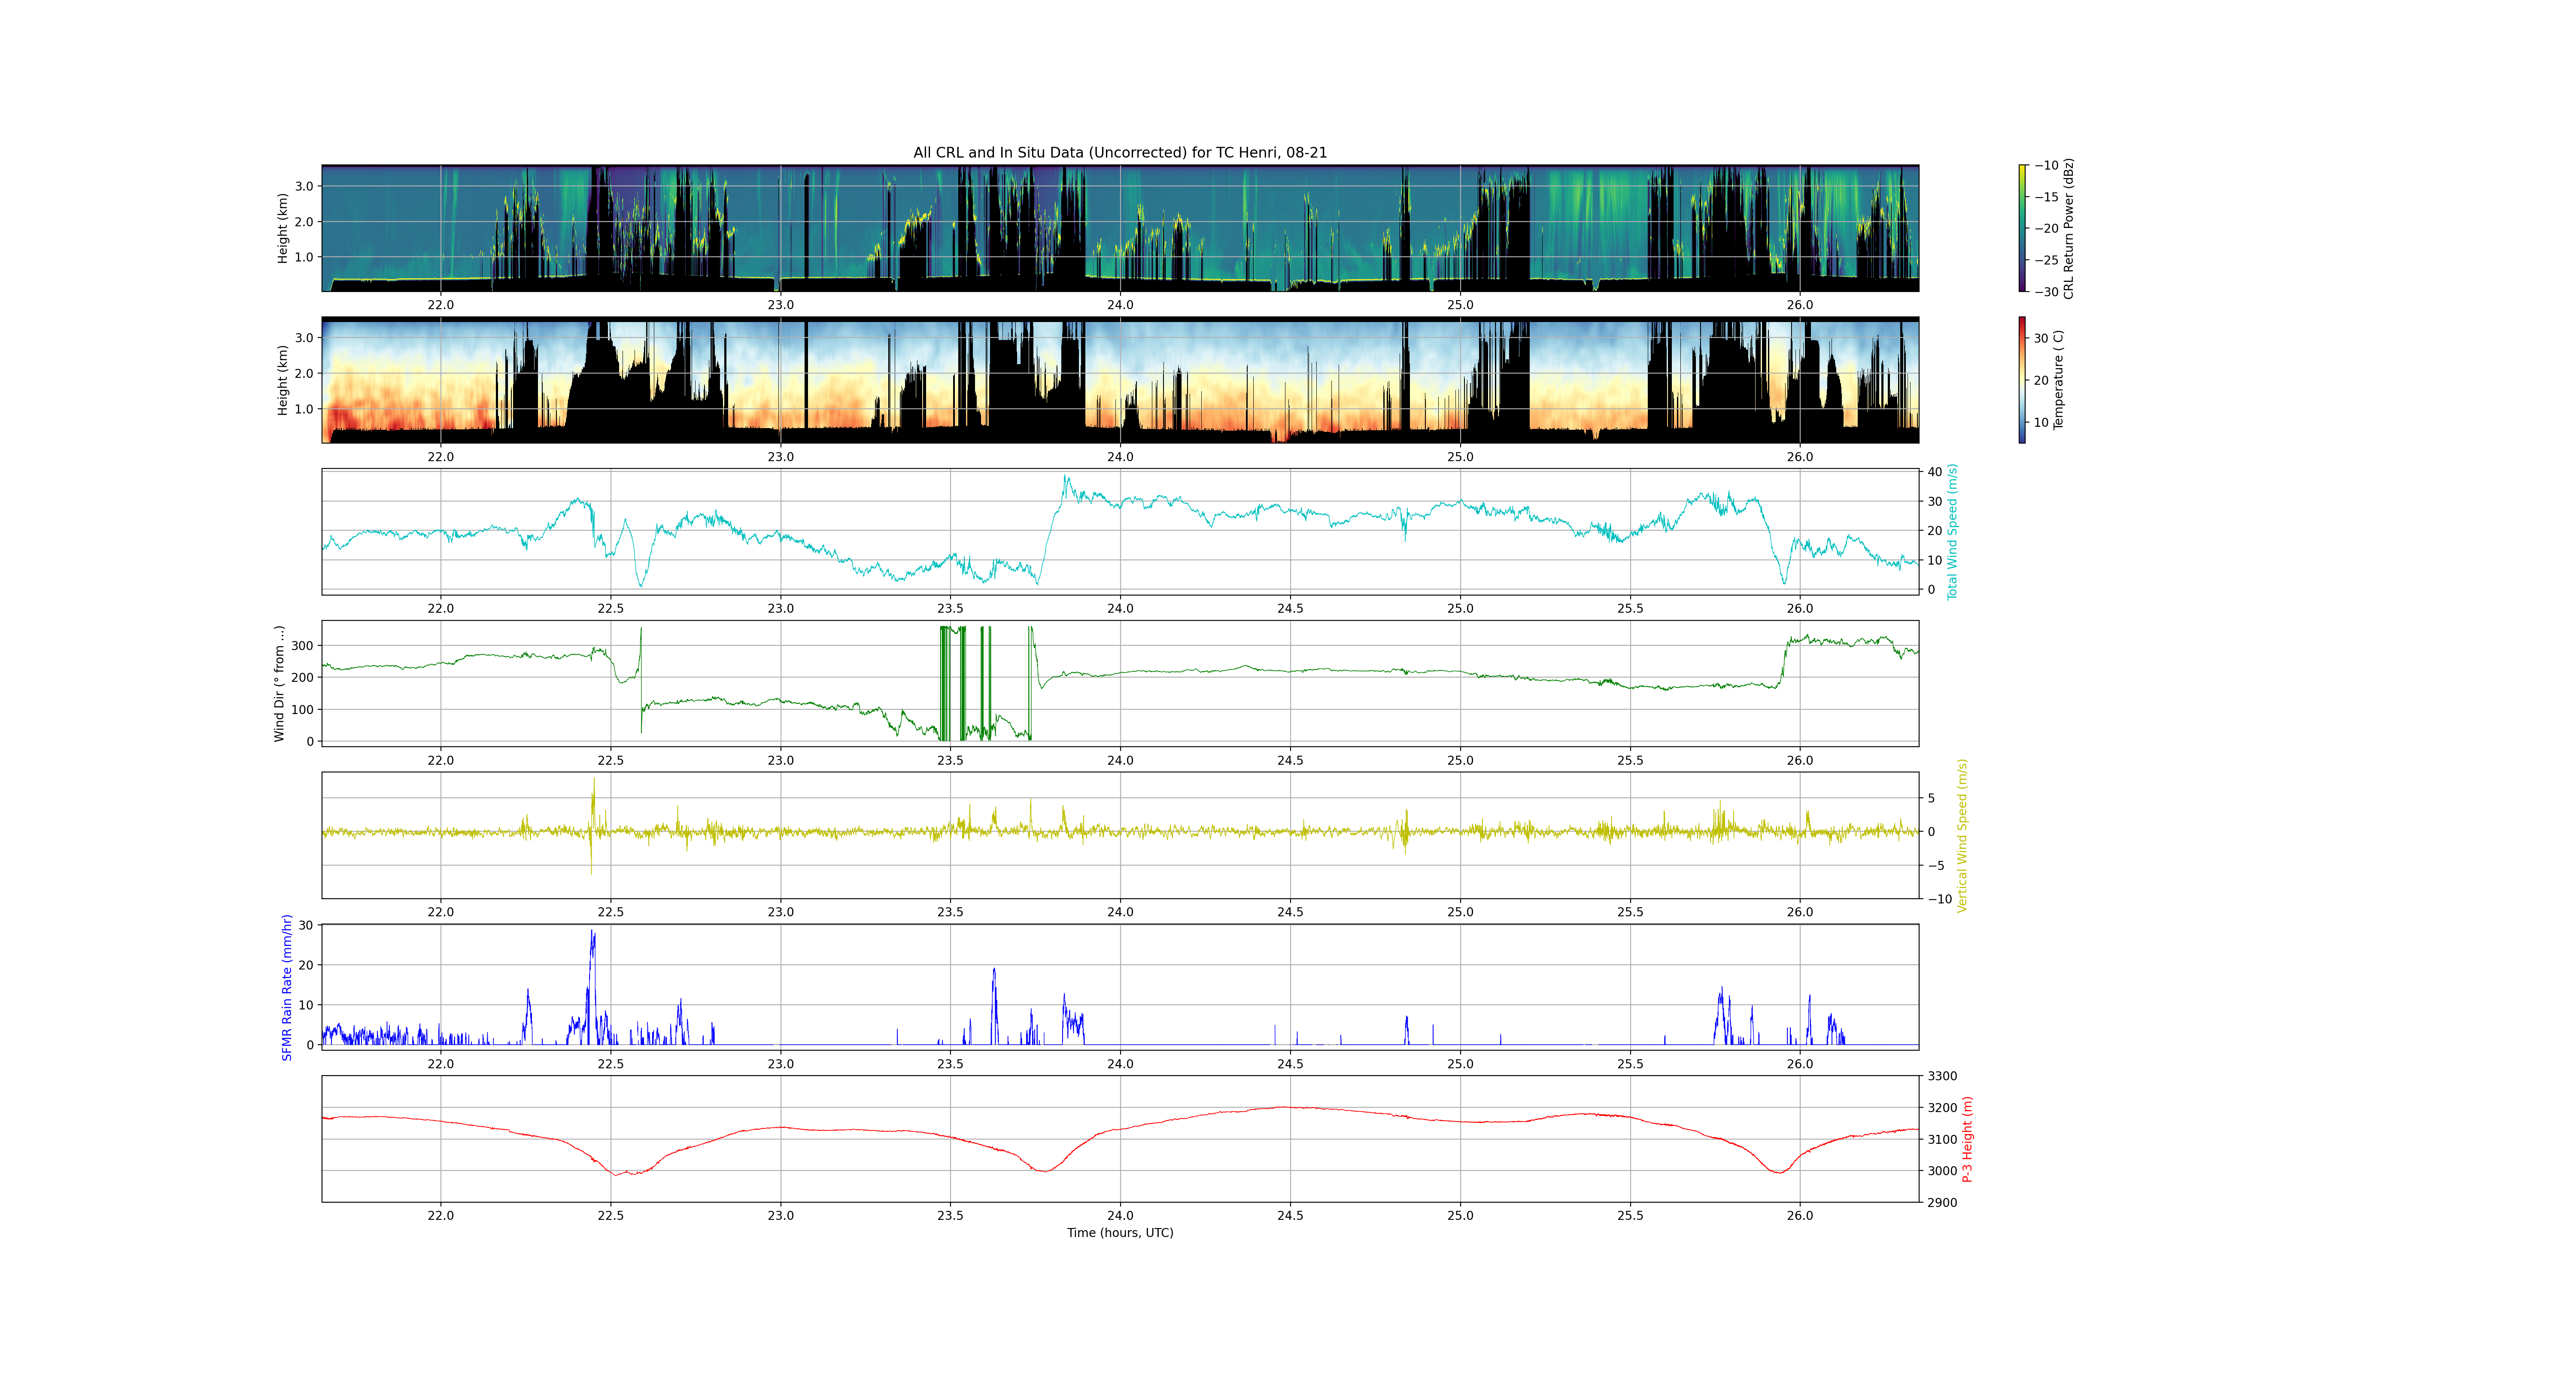 All CRL and In Situ Data (Uncorrected) for TC Henri, 08-21
Height (km)
3.0
2.0
1.0
22.0 23.0 24.0 25.0 26.0
−10
−15
−20
−25
−30
CRL Return Power (dBz)
Height (km)
3.0
2.0
1.0
22.0 23.0 24.0 25.0 26.0
30
20
10
Temperature ( C)
40
30
20
10
0
Total Wind Speed (m/s)
22.0 22.5 23.0 23.5 24.0 24.5 25.0 25.5 26.0
Wind Dir (° from ...)
300
200
100
0
22.0 22.5 23.0 23.5 24.0 24.5 25.0 25.5 26.0
5
0
−5
−10
Vertical Wind Speed (m/s)
22.0 22.5 23.0 23.5 24.0 24.5 25.0 25.5 26.0
SFMR Rain Rate (mm/hr)
30
20
10
0
22.0 22.5 23.0 23.5 24.0 24.5 25.0 25.5 26.0
3300
3200
3100
3000
2900
P-3 Height (m)
22.0 22.5 23.0 23.5 24.0 24.5 25.0 25.5 26.0
Time (hours, UTC)